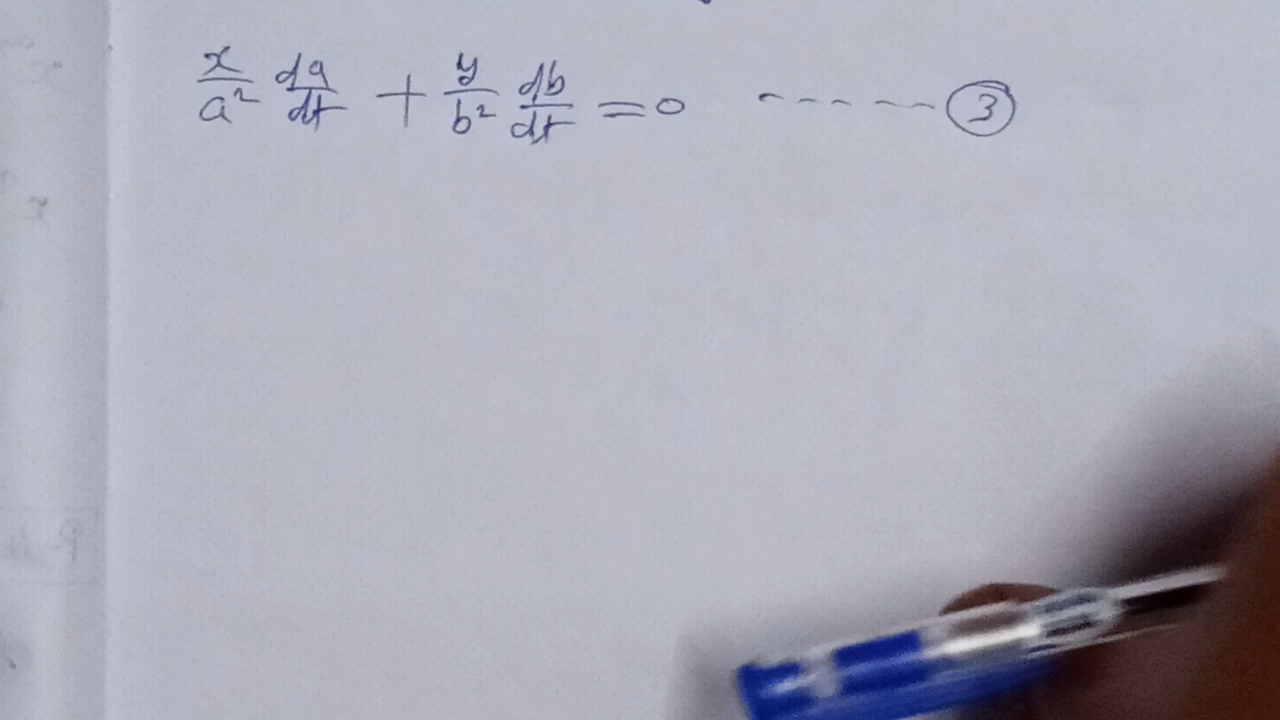 x/a² da/dt + y/b² db/dt = 0 ------ ③
x